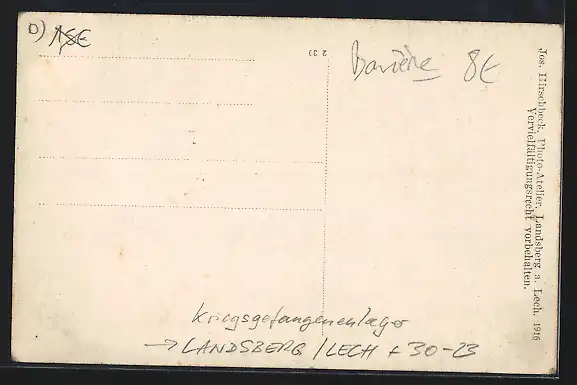 D) 15€
2 33
Bavière 8€
Jos. Hirschbeck, Photo-Atelier, Landsberg a. Lech. 1916
Vervielfältigungsrecht vorbehalten.
Kriegsgefangenenlager
→ LANDSBERG/LECH + 30-23